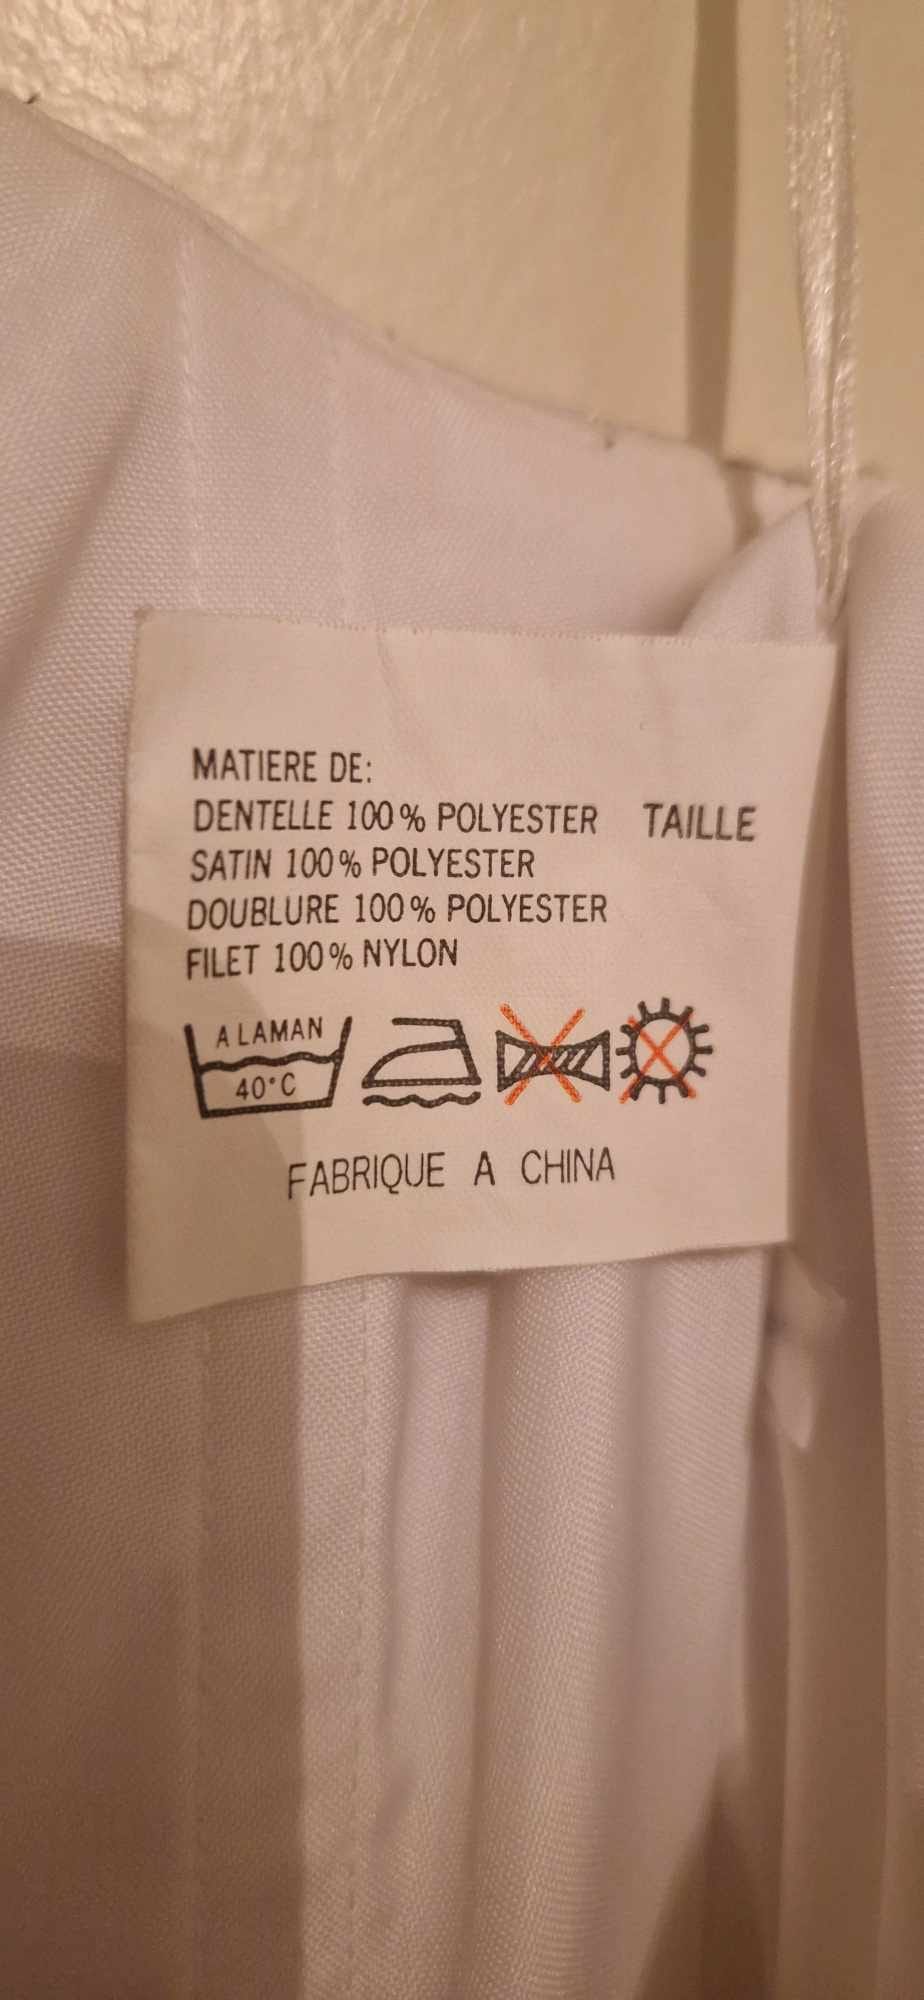 MATIERE DE:
DENTELLE 100% POLYESTER TAILLE
SATIN 100% POLYESTER
DOUBLURE 100% POLYESTER
FILET 100% NYLON
A LAMAN
40°C
FABRIQUE A CHINA